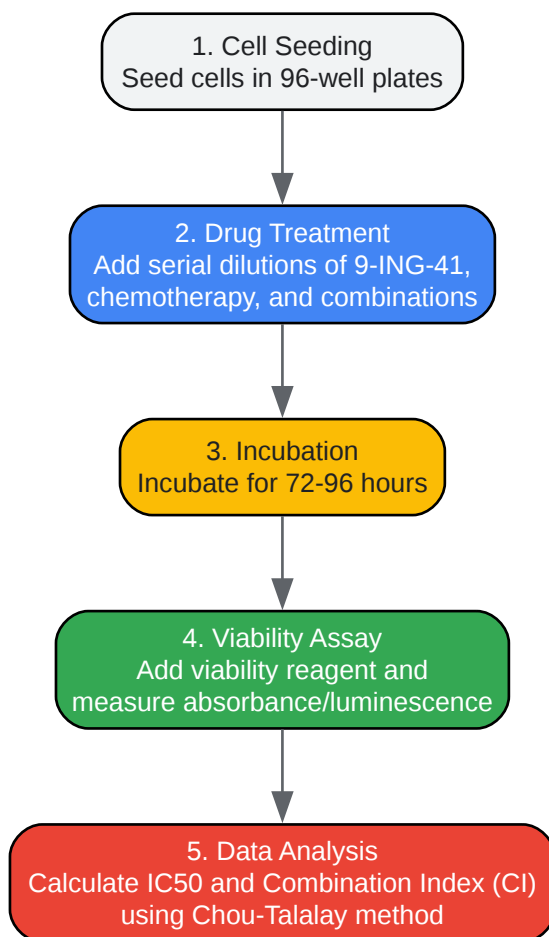 1. Cell Seeding
Seed cells in 96-well plates
2. Drug Treatment
Add serial dilutions of 9-ING-41,
chemotherapy, and combinations
3. Incubation
Incubate for 72-96 hours
4. Viability Assay
Add viability reagent and
measure absorbance/luminescence
5. Data Analysis
Calculate IC50 and Combination Index (CI)
using Chou-Talalay method